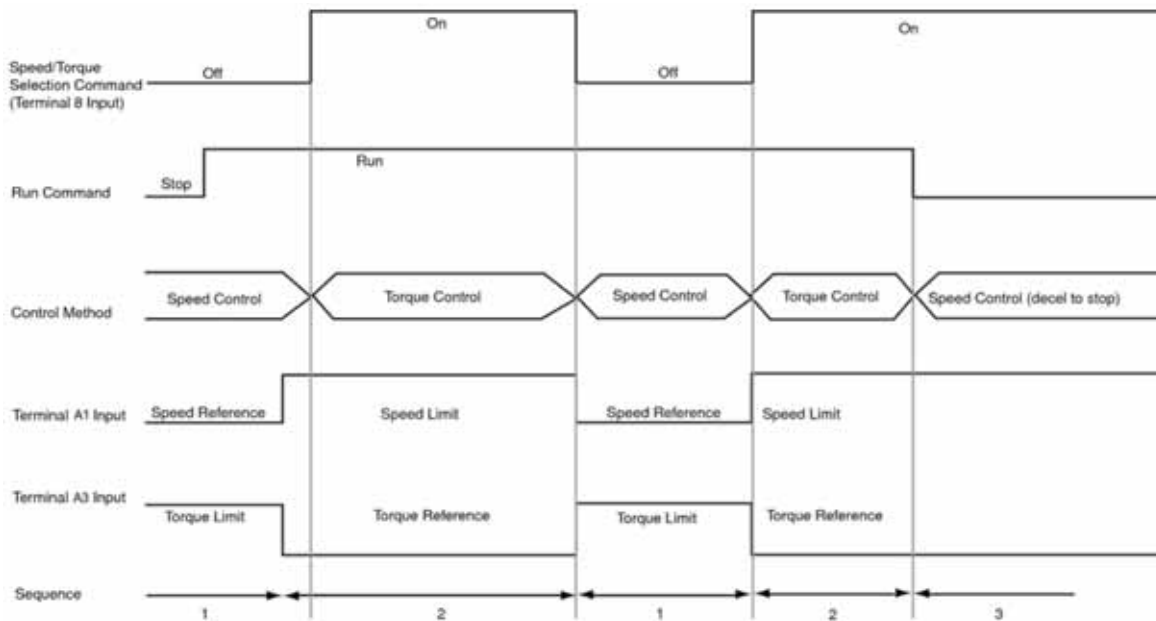 On
On
Speed/Torque
Selection Command
(Terminal 8 Input)
Off
Off
Run
Stop
Run Command
Speed Control
Torque Control
Speed Control
Torque Control
Speed Control (decel to stop)
Control Method
Terminal A1 Input
Speed Reference
Speed Limit
Speed Reference
Speed Limit
Terminal A3 Input
Torque Limit
Torque Reference
Torque Limit
Torque Reference
Sequence
1
2
1
2
3